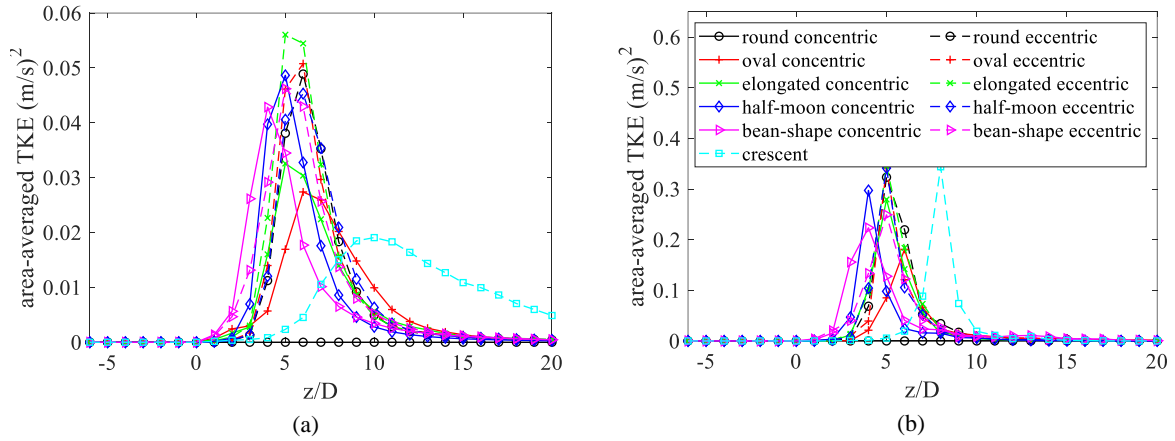 area-averaged TKE (m/s)²
0.06
0.05
0.04
0.03
0.02
0.01
0
-5
0
5
10
15
20
z/D
(a)
area-averaged TKE (m/s)²
0.6
0.5
0.4
0.3
0.2
0.1
0
-5
0
5
10
15
20
z/D
(b)
round concentric
round eccentric
oval concentric
oval eccentric
elongated concentric
elongated eccentric
half-moon concentric
half-moon eccentric
bean-shape concentric
bean-shape eccentric
crescent